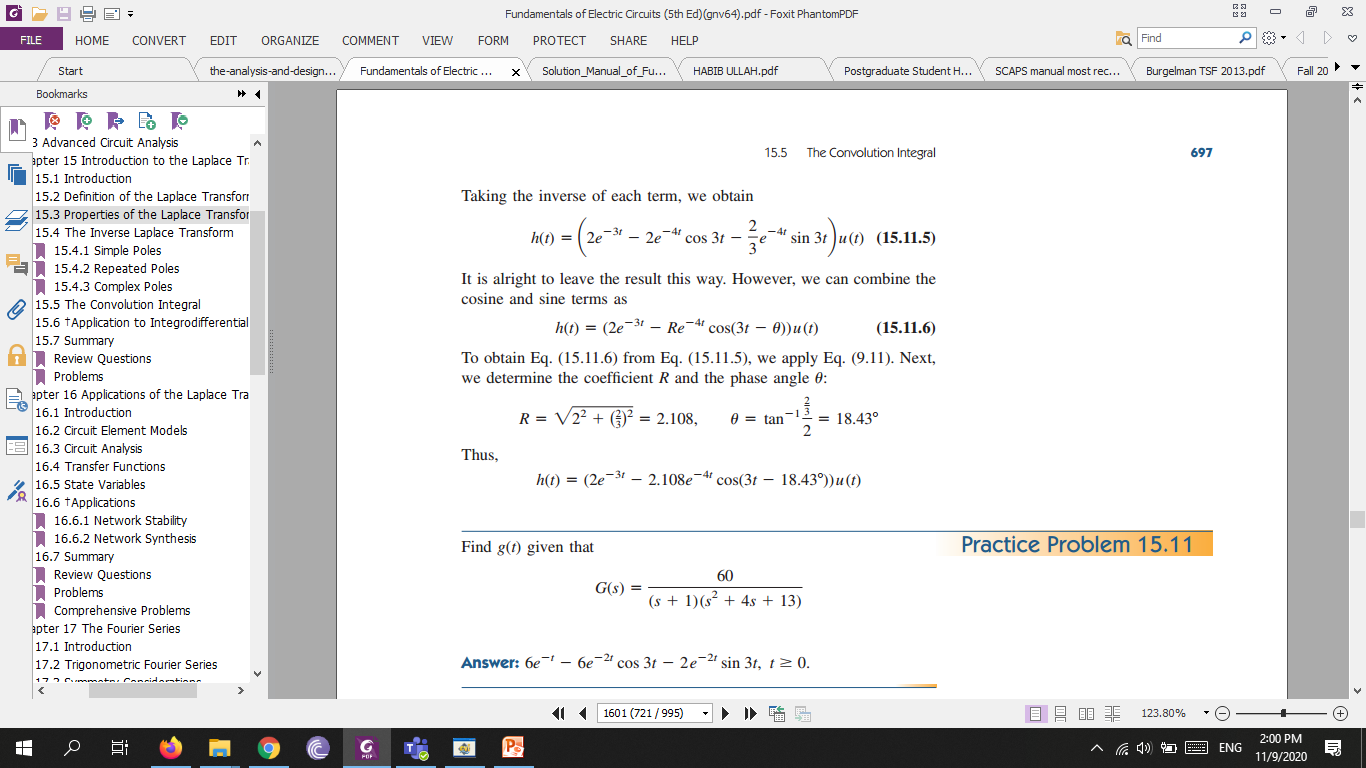 Fundamentals of Electric Circuits (5th Ed)(gnv64).pdf - Foxit PhantomPDF
FILE HOME CONVERT EDIT ORGANIZE COMMENT VIEW FORM PROTECT SHARE HELP Find
Start the-analysis-and-design... Fundamentals of Electric ... Solution_Manual_of_Fu... HABIB ULLAH.pdf Postgraduate Student H... SCAPS manual most rec... Burgelman TSF 2013.pdf Fall 20
Bookmarks
3 Advanced Circuit Analysis
apter 15 Introduction to the Laplace Tr
15.1 Introduction
15.2 Definition of the Laplace Transfor
15.3 Properties of the Laplace Transfor
15.4 The Inverse Laplace Transform
15.4.1 Simple Poles
15.4.2 Repeated Poles
15.4.3 Complex Poles
15.5 The Convolution Integral
15.6 †Application to Integrodifferential
15.7 Summary
Review Questions
Problems
apter 16 Applications of the Laplace Tra
16.1 Introduction
16.2 Circuit Element Models
16.3 Circuit Analysis
16.4 Transfer Functions
16.5 State Variables
16.6 †Applications
16.6.1 Network Stability
16.6.2 Network Synthesis
16.7 Summary
Review Questions
Problems
Comprehensive Problems
apter 17 The Fourier Series
17.1 Introduction
17.2 Trigonometric Fourier Series
15.5 The Convolution Integral 697
Taking the inverse of each term, we obtain
h(t) = (2e^{−3t} − 2e^{−4t} cos 3t − 2/3 e^{−4t} sin 3t)u(t) (15.11.5)
It is alright to leave the result this way. However, we can combine the
cosine and sine terms as
h(t) = (2e^{−3t} − Re^{−4t} cos(3t − θ))u(t) (15.11.6)
To obtain Eq. (15.11.6) from Eq. (15.11.5), we apply Eq. (9.11). Next,
we determine the coefficient R and the phase angle θ:
R = √(2² + (2/3)²) = 2.108, θ = tan⁻¹ (2/3)/2 = 18.43°
Thus,
h(t) = (2e^{−3t} − 2.108e^{−4t} cos(3t − 18.43°))u(t)
Practice Problem 15.11
Find g(t) given that
G(s) = 60/((s + 1)(s² + 4s + 13))
Answer: 6e^{−t} − 6e^{−2t} cos 3t − 2e^{−2t} sin 3t, t ≥ 0.
1601 (721 / 995) 123.80%
ENG
2:00 PM
11/9/2020